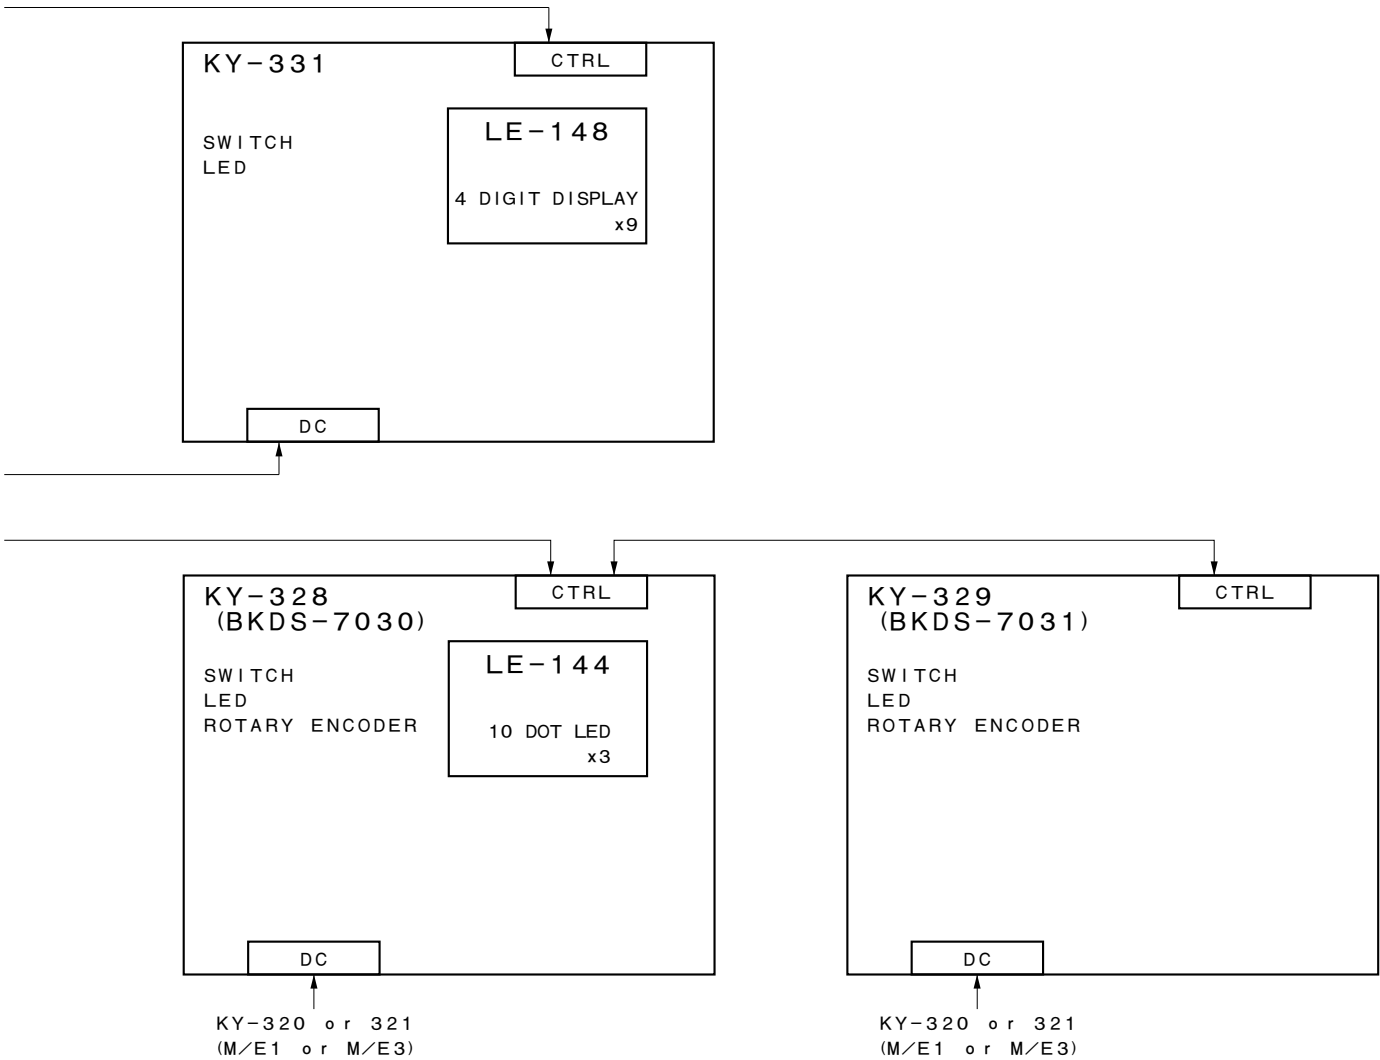 KY-331
CTRL
SWITCH
LED
LE-148
4 DIGIT DISPLAY
x9
DC
KY-328
(BKDS-7030)
CTRL
SWITCH
LED
ROTARY ENCODER
LE-144
10 DOT LED
x3
DC
KY-320 or 321
(M/E1 or M/E3)
KY-329
(BKDS-7031)
CTRL
SWITCH
LED
ROTARY ENCODER
DC
KY-320 or 321
(M/E1 or M/E3)